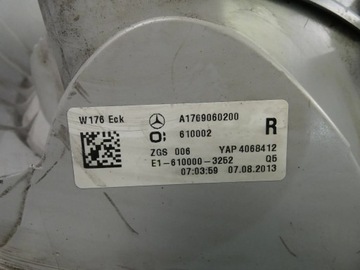 W176 Eck A1769060200
610002 R
ZGS 006 YAP 4068412
E1-610000-3252 Q5
07:03:59 07.08.2013